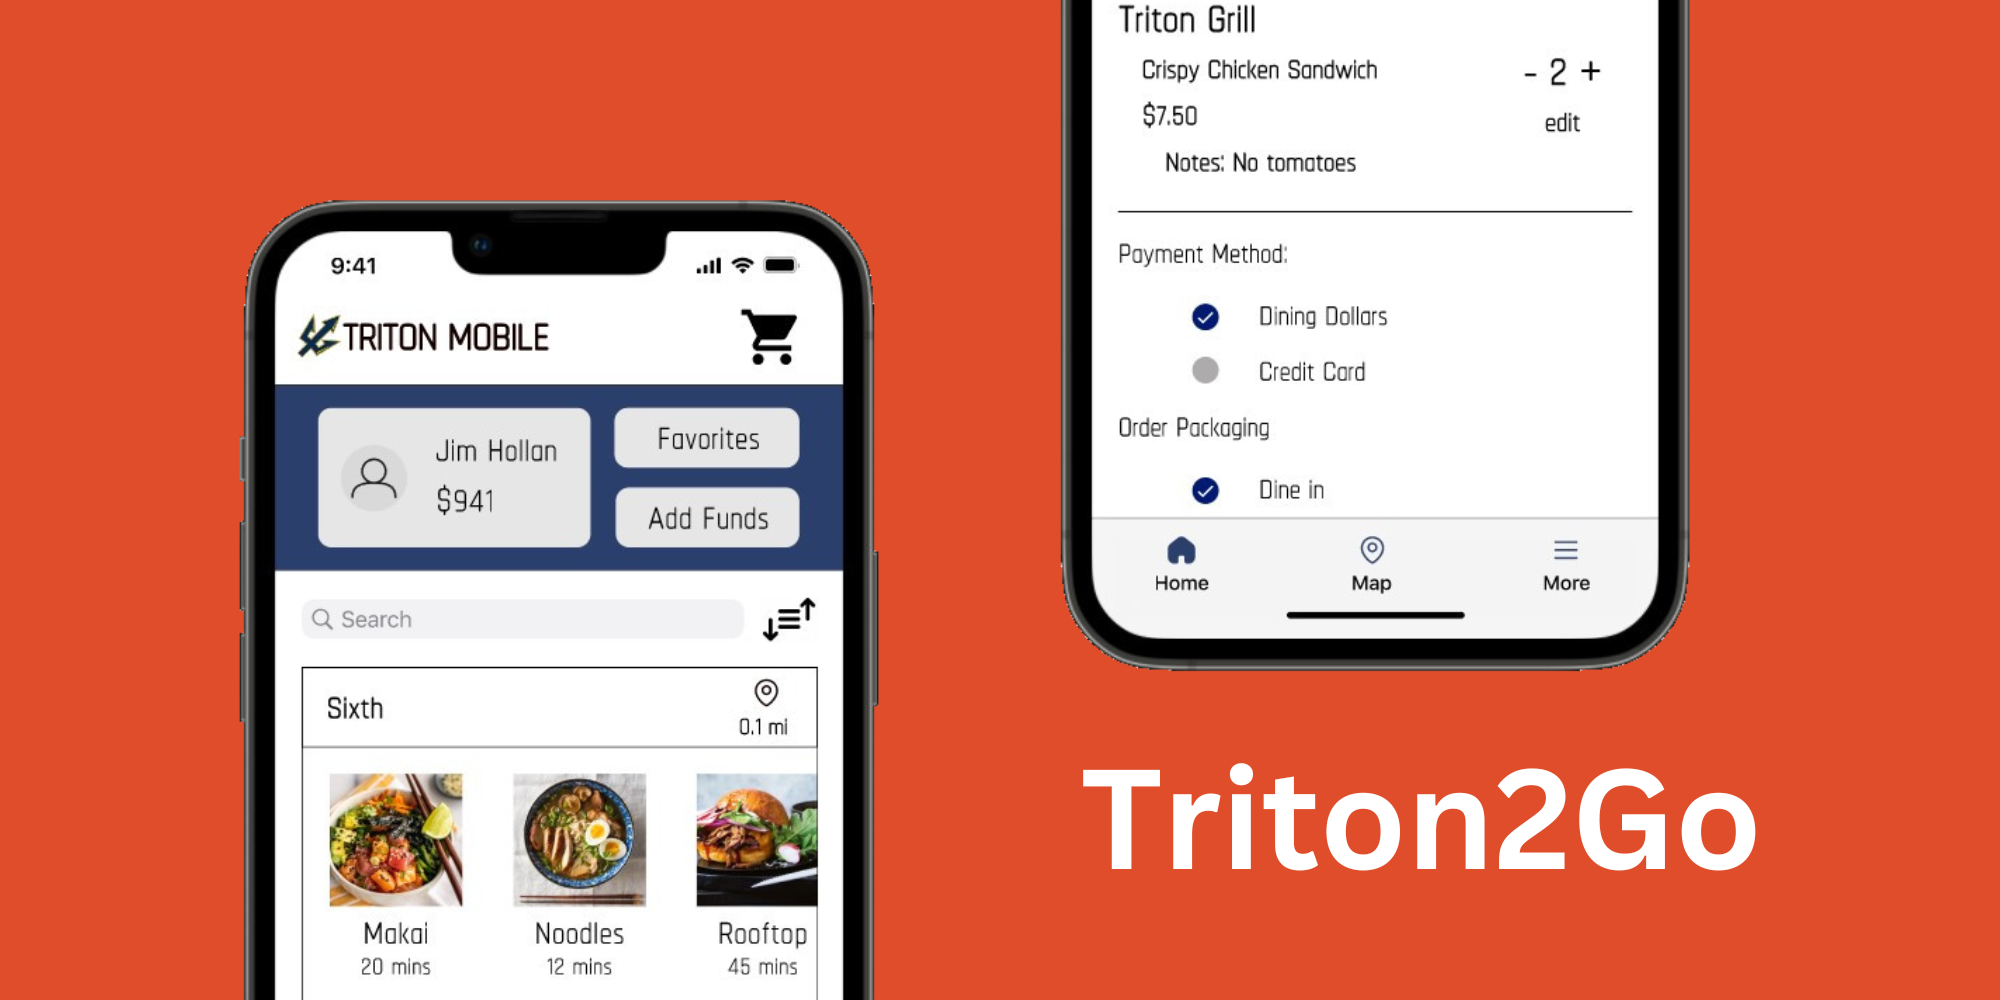 9:41
TRITON MOBILE
Jim Hollan
$941
Favorites
Add Funds
Search
Sixth
0.1 mi
Makai
20 mins
Noodles
12 mins
Rooftop
45 mins
Triton Grill
Crispy Chicken Sandwich
- 2 +
$7.50
edit
Notes: No tomatoes
Payment Method:
Dining Dollars
Credit Card
Order Packaging
Dine in
Home
Map
More
Triton2Go